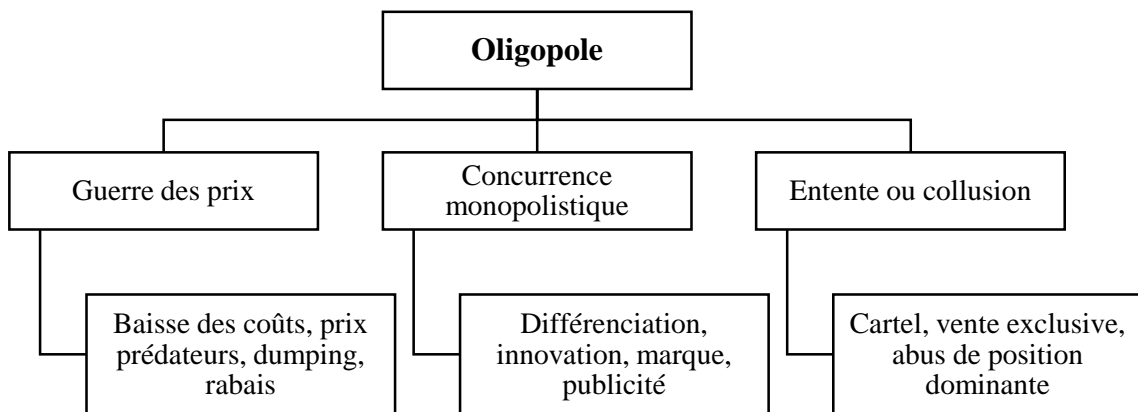 Oligopole
Guerre des prix
Concurrence
monopolistique
Entente ou collusion
Baisse des coûts, prix
prédateurs, dumping,
rabais
Différenciation,
innovation, marque,
publicité
Cartel, vente exclusive,
abus de position
dominante